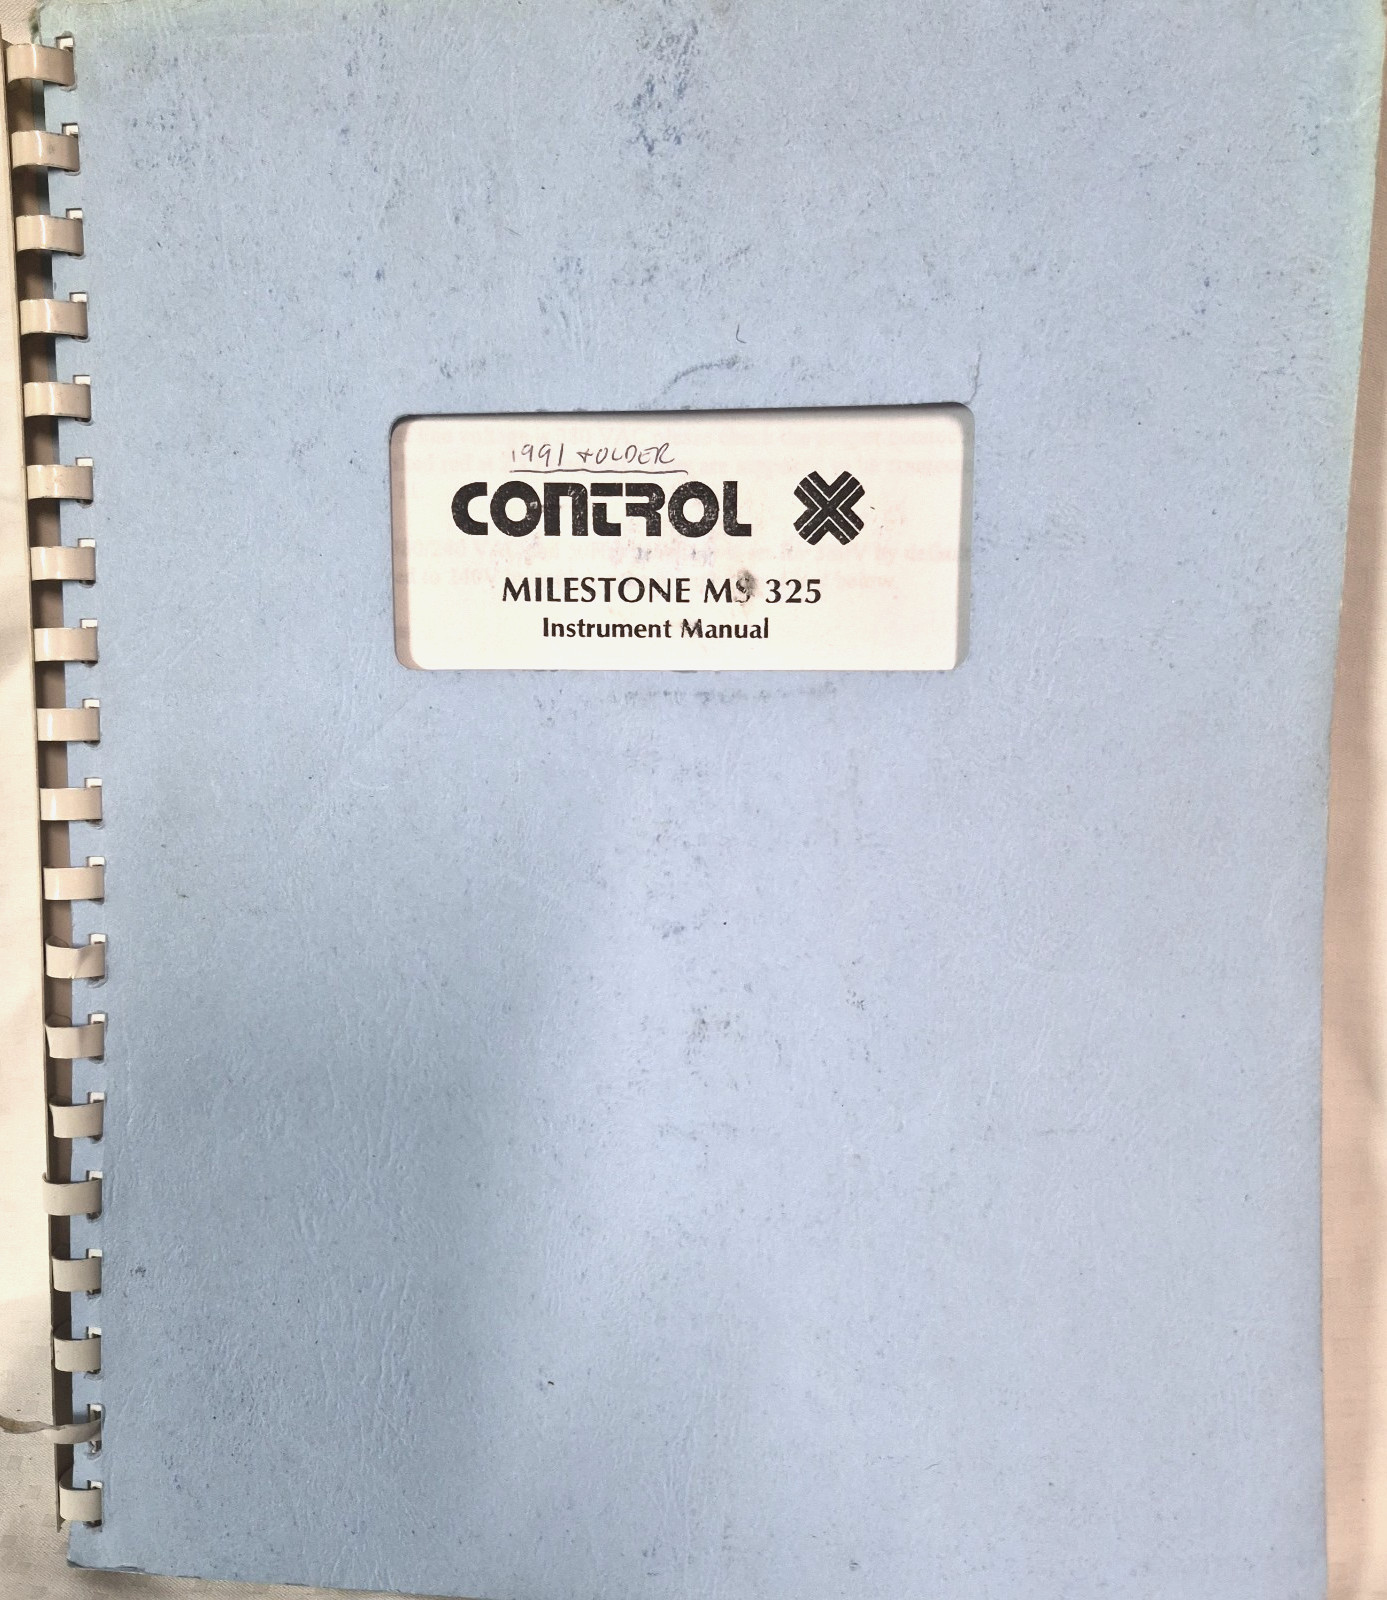 1991 + OLDER
CONTROL
MILESTONE MS 325
Instrument Manual